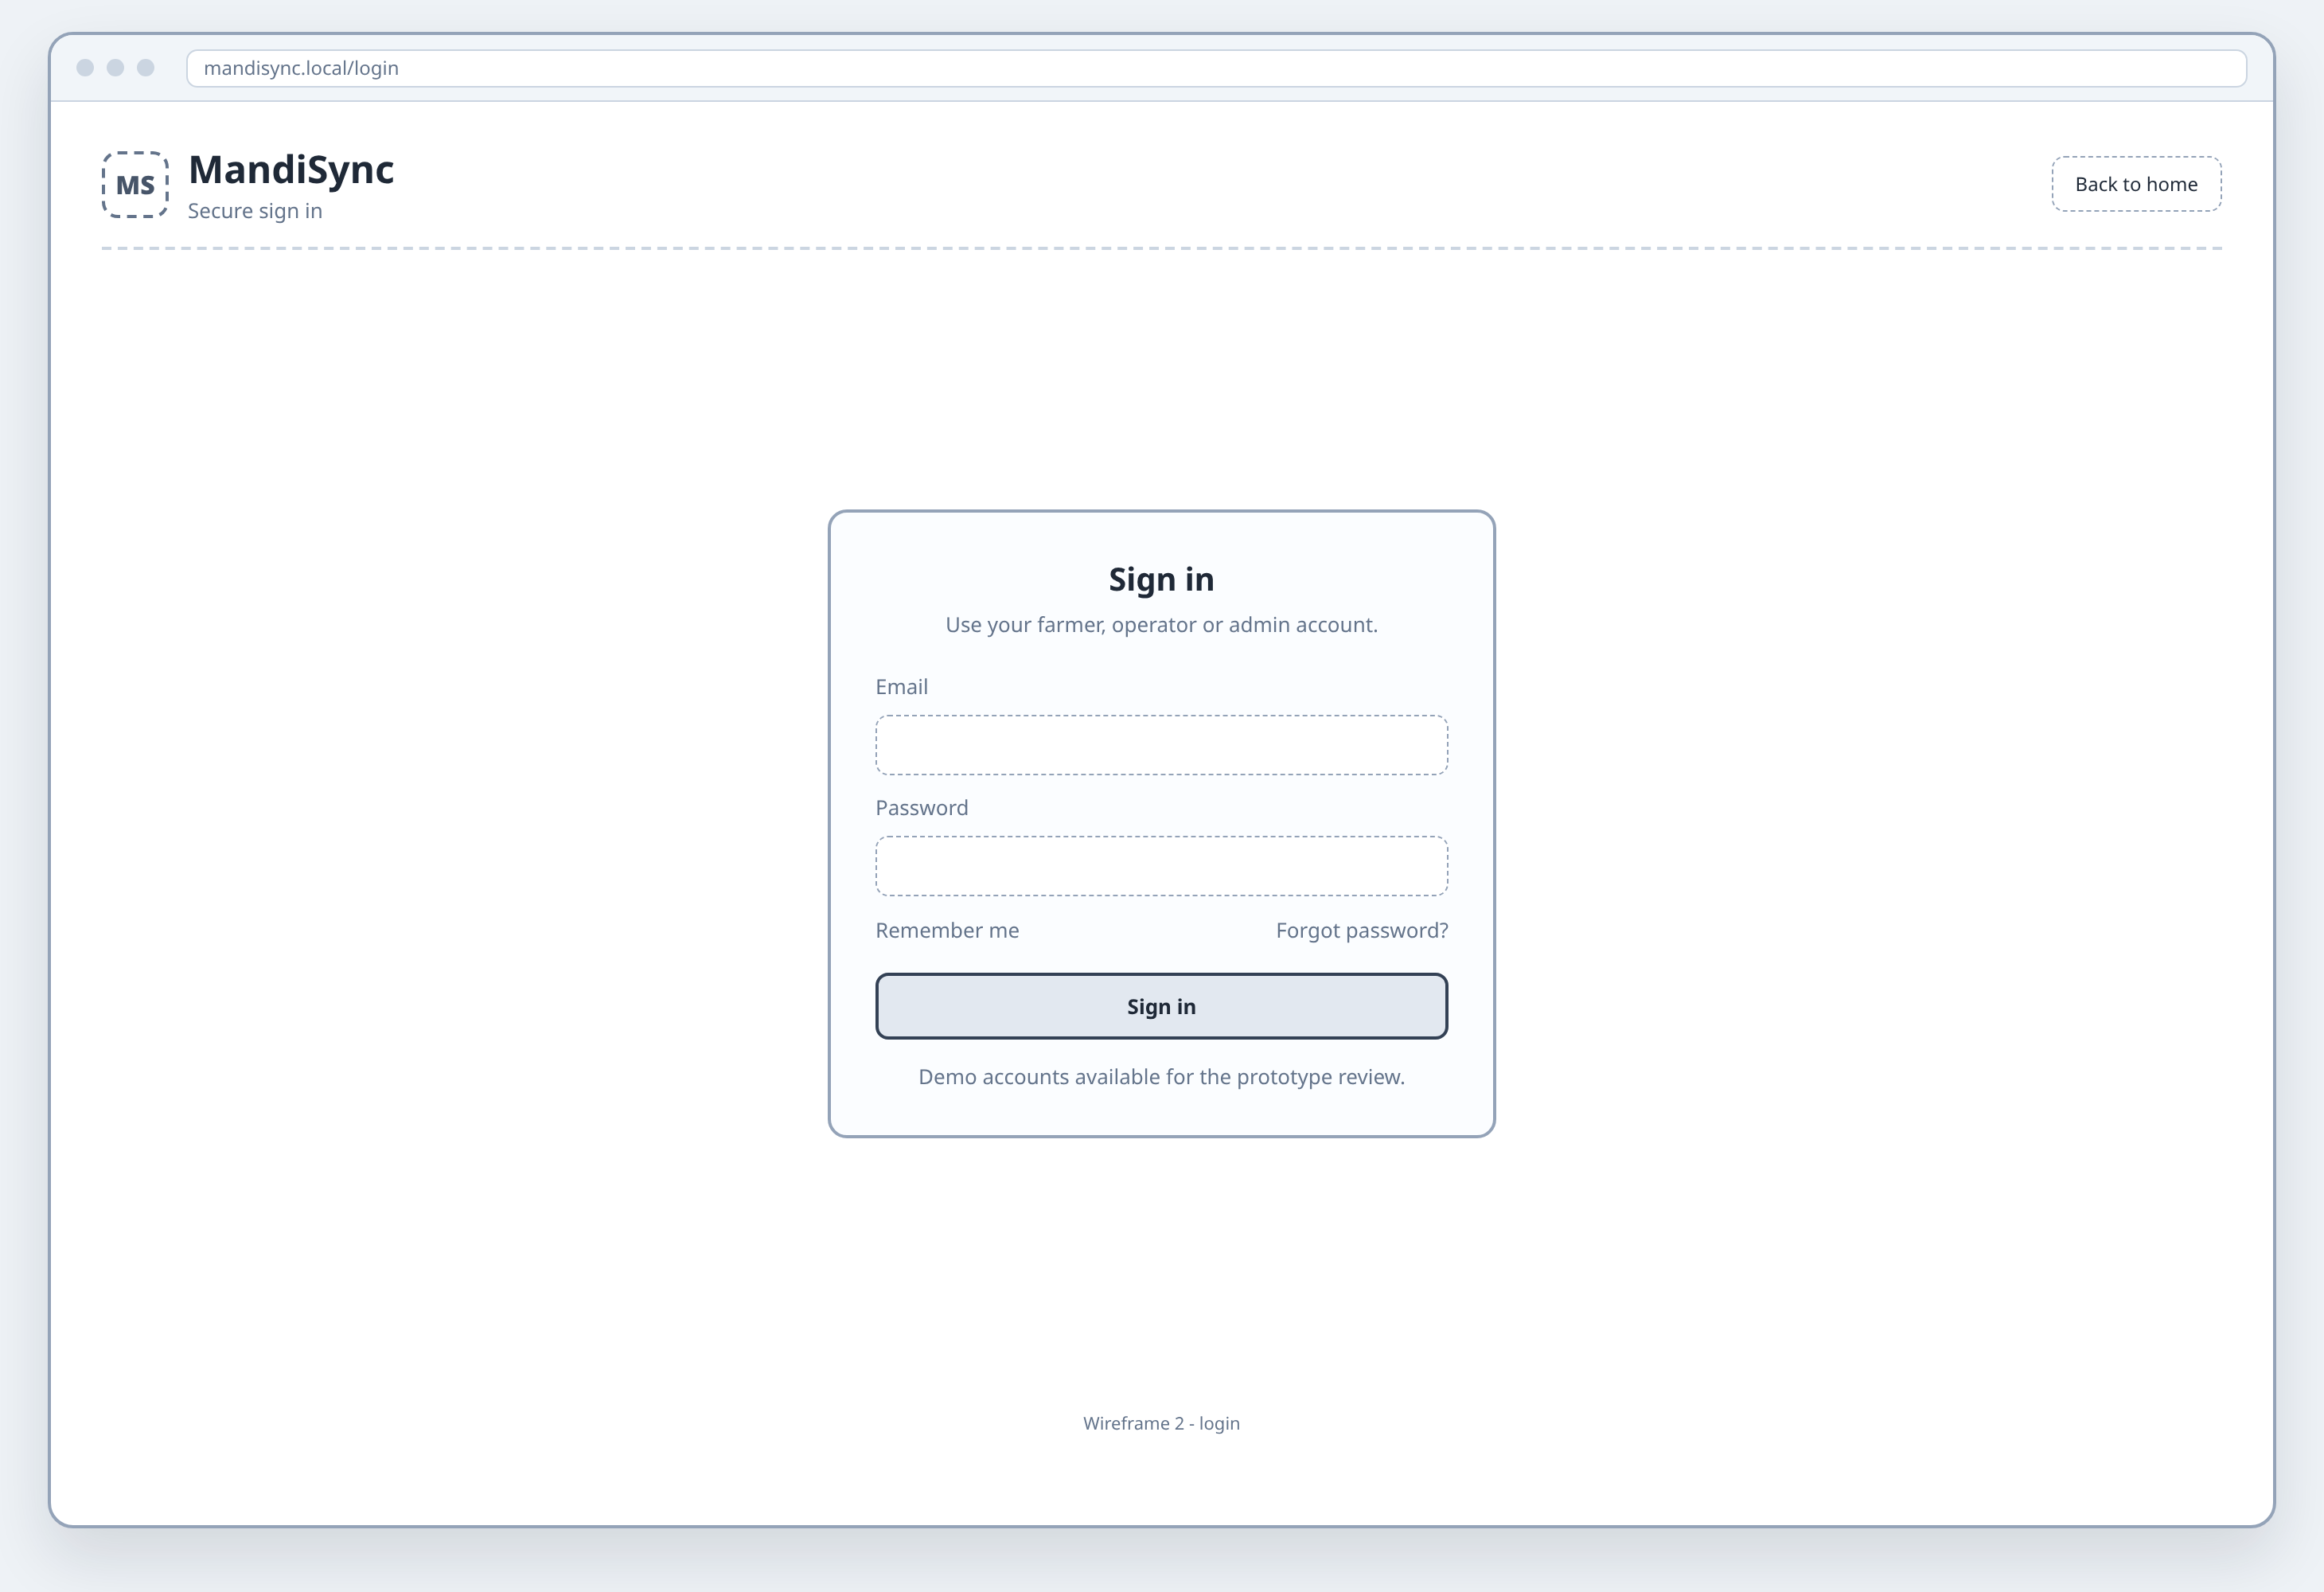 mandisync.local/login
MS
MandiSync
Secure sign in
Back to home
Sign in
Use your farmer, operator or admin account.
Email
Password
Remember me
Forgot password?
Sign in
Demo accounts available for the prototype review.
Wireframe 2 - login